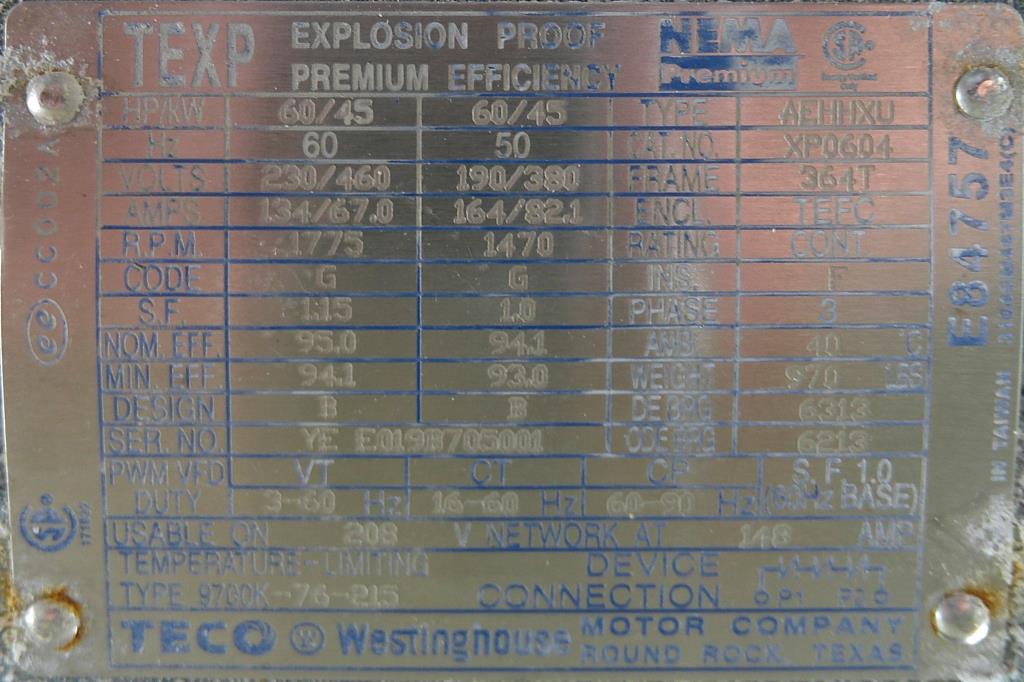 TEXP EXPLOSION PROOF NEMA
PREMIUM EFFICIENCY Premium
HP/KW 60/45 60/45 TYPE AEHHXU
Hz 60 50 CAT. NO. XP0604
VOLTS 230/460 190/380 FRAME 364T
AMPS 134/67.0 164/82.1 ENCL. TEFC
R.P.M. 1775 1470 RATING CONT
CODE G G INS. F
S.F. 1.15 1.0 PHASE 3
NOM. EFF. 95.0 94.1 AMB. 40 C
MIN. EFF. 94.1 93.0 WEIGHT 970 LBS
DESIGN B B DE BRG 6313
SER. NO. YE E019B705001 ODE BRG 6213
PWM VFD VT CT CP S.F. 1.0
DUTY 3-60 Hz 16-60 Hz 60-90 Hz (60Hz BASE)
USABLE ON 208 V NETWORK AT 148 AMP
TEMPERATURE-LIMITING DEVICE
TYPE 9700K-76-215 CONNECTION P1 P2
TECO W Westinghouse MOTOR COMPANY
ROUND ROCK, TEXAS
ee CC002A
E84757
IN TAIWAN